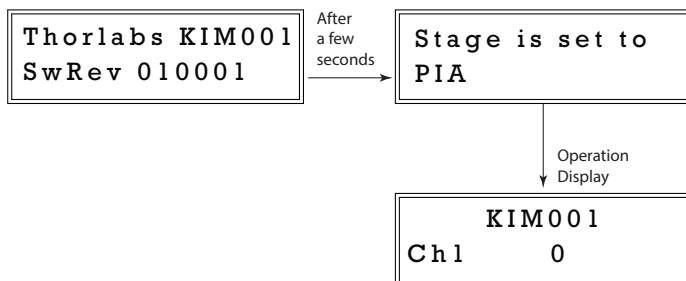 Thorlabs KIM001
SwRev 010001
After
a few
seconds
Stage is set to
PIA
Operation
Display
KIM001
Ch1 0